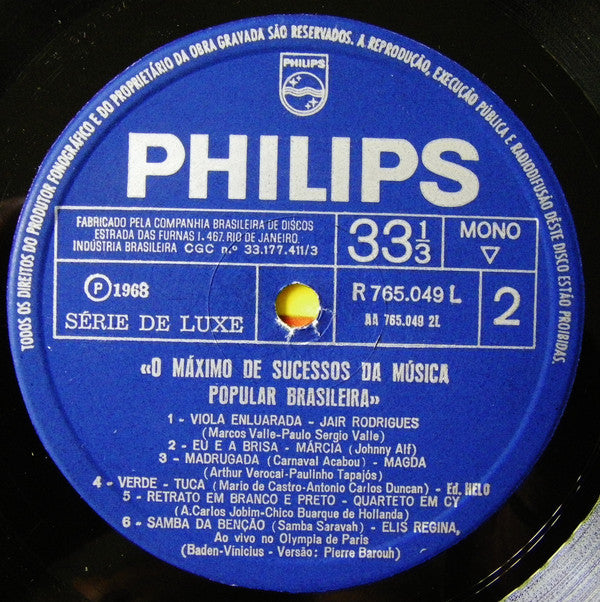 TODOS OS DIREITOS DO PRODUTOR FONOGRÁFICO E DO PROPRIETÁRIO DA OBRA GRAVADA SÃO RESERVADOS. A REPRODUÇÃO, EXECUÇÃO PÚBLICA E RADIODIFUSÃO DÊSTE DISCO ESTÃO PROIBIDAS.
PHILIPS
PHILIPS
FABRICADO PELA COMPANHIA BRASILEIRA DE DISCOS
ESTRADA DAS FURNAS 1.467. RIO DE JANEIRO.
INDÚSTRIA BRASILEIRA CGC n.º 33.177.411/3
33 1/3
MONO
℗ 1968
SÉRIE DE LUXE
R 765.049 L
AA 765.049 2L
2
«O MÁXIMO DE SUCESSOS DA MÚSICA
POPULAR BRASILEIRA»
1 - VIOLA ENLUARADA - JAIR RODRIGUES
(Marcos Valle-Paulo Sergio Valle)
2 - EU E A BRISA - MÁRCIA (Johnny Alf)
3 - MADRUGADA (Carnaval Acabou) - MAGDA
(Arthur Verocai-Paulinho Tapajós)
4 - VERDE - TUCA (Mario de Castro-Antonio Carlos Duncan) - Ed. HELO
5 - RETRATO EM BRANCO E PRETO - QUARTETO EM CY
(A.Carlos Jobim-Chico Buarque de Hollanda)
6 - SAMBA DA BENÇÃO (Samba Saravah) - ELIS REGINA,
Ao vivo no Olympia de Paris
(Baden-Vinicius - Versão: Pierre Barouh)